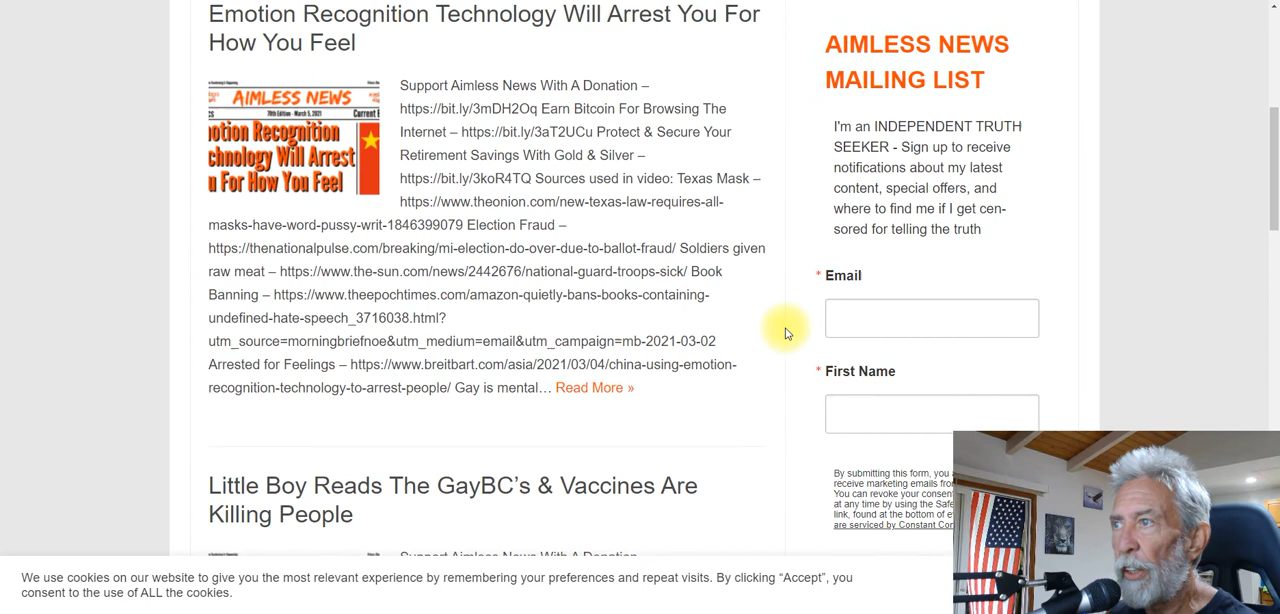 Emotion Recognition Technology Will Arrest You For
How You Feel
AIMLESS NEWS
70th Edition - March 5, 2021
Current E
otion Recognition
chnology Will Arrest
u For How You Feel
Support Aimless News With A Donation –
https://bit.ly/3mDH2Oq Earn Bitcoin For Browsing The
Internet – https://bit.ly/3aT2UCu Protect & Secure Your
Retirement Savings With Gold & Silver –
https://bit.ly/3koR4TQ Sources used in video: Texas Mask –
https://www.theonion.com/new-texas-law-requires-all-
masks-have-word-pussy-writ-1846399079 Election Fraud –
https://thenationalpulse.com/breaking/mi-election-do-over-due-to-ballot-fraud/ Soldiers given
raw meat – https://www.the-sun.com/news/2442676/national-guard-troops-sick/ Book
Banning – https://www.theepochtimes.com/amazon-quietly-bans-books-containing-
undefined-hate-speech_3716038.html?
utm_source=morningbriefnoe&utm_medium=email&utm_campaign=mb-2021-03-02
Arrested for Feelings – https://www.breitbart.com/asia/2021/03/04/china-using-emotion-
recognition-technology-to-arrest-people/ Gay is mental… Read More »
Little Boy Reads The GayBC’s & Vaccines Are
Killing People
Support Aimless News With A Donation
AIMLESS NEWS
MAILING LIST
I'm an INDEPENDENT TRUTH
SEEKER - Sign up to receive
notifications about my latest
content, special offers, and
where to find me if I get cen-
sored for telling the truth
* Email
* First Name
By submitting this form, you
receive marketing emails from
You can revoke your consent
at any time by using the Safe
link, found at the bottom of e
are serviced by Constant Con
We use cookies on our website to give you the most relevant experience by remembering your preferences and repeat visits. By clicking “Accept”, you
consent to the use of ALL the cookies.